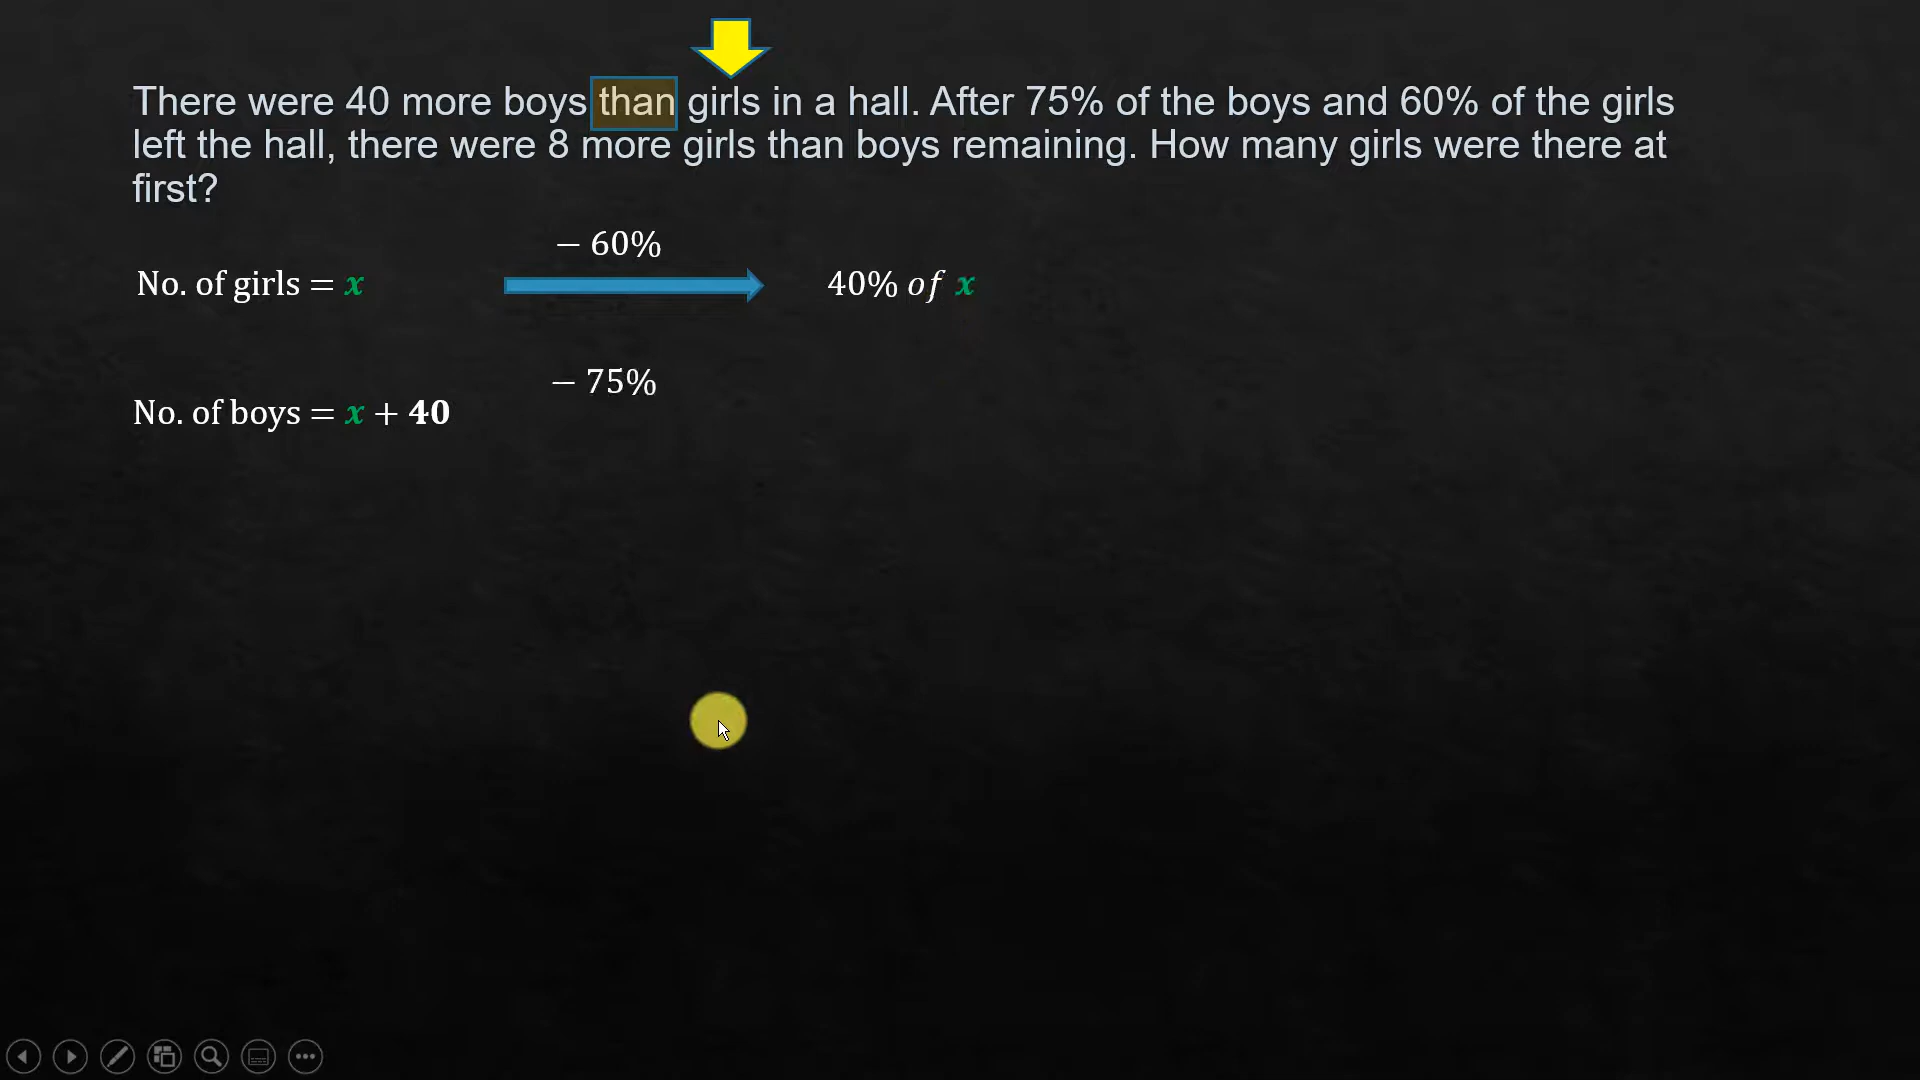 There were 40 more boys than girls in a hall. After 75% of the boys and 60% of the girls
left the hall, there were 8 more girls than boys remaining. How many girls were there at
first?
− 60%
No. of girls = x 40% of x
− 75%
No. of boys = x + 40